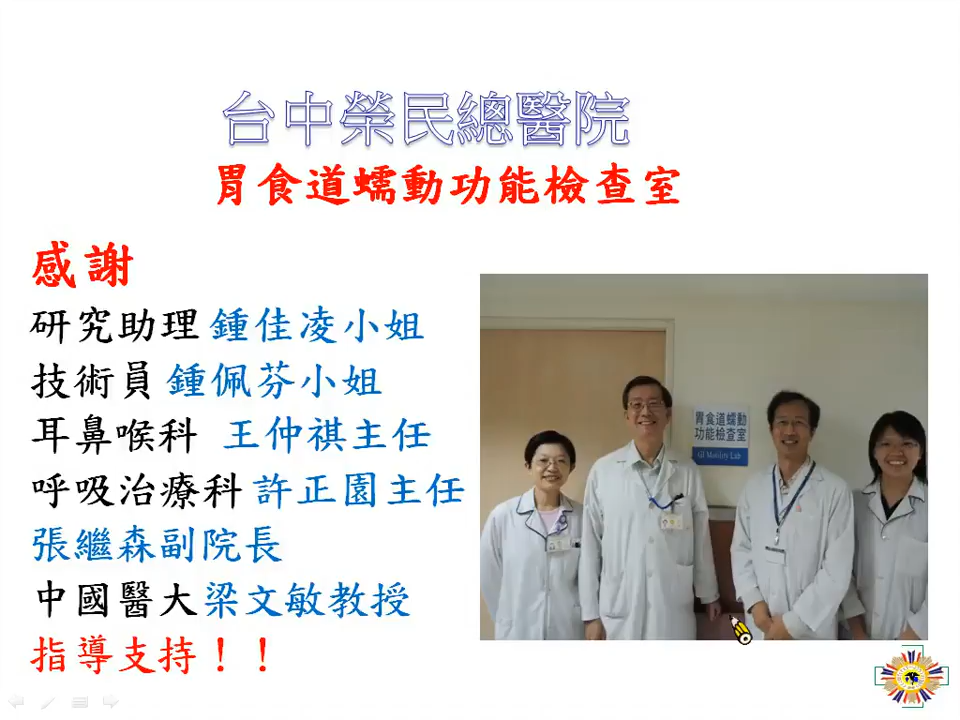 台中榮民總醫院
胃食道蠕動功能檢查室
感謝
研究助理 鍾佳凌小姐
技術員 鍾佩芬小姐
耳鼻喉科 王仲祺主任
呼吸治療科 許正園主任
張繼森副院長
中國醫大梁文敏教授
指導支持！！
胃食道蠕動
功能檢查室
GI Motility Lab